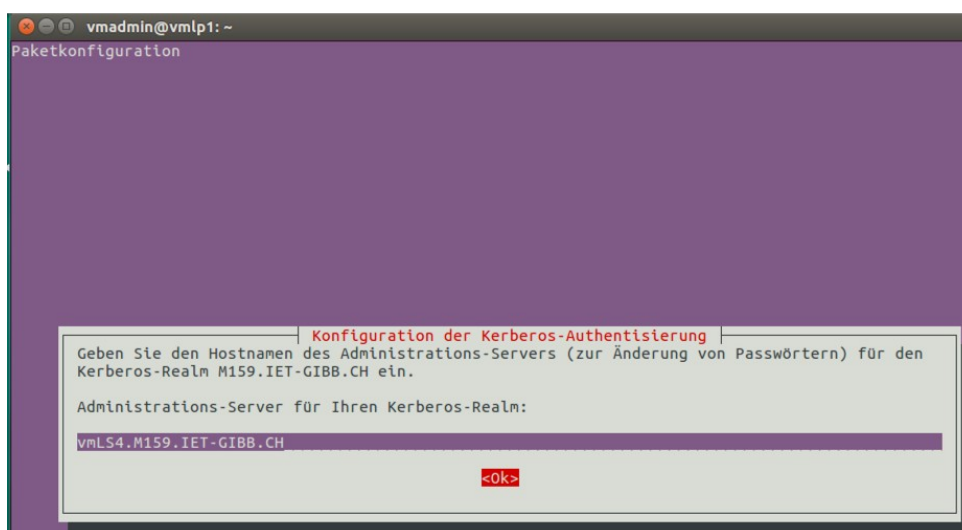 vmadmin@vmlp1: ~
Paketkonfiguration
Konfiguration der Kerberos-Authentisierung
Geben Sie den Hostnamen des Administrations-Servers (zur Änderung von Passwörtern) für den
Kerberos-Realm M159.IET-GIBB.CH ein.
Administrations-Server für Ihren Kerberos-Realm:
vmLS4.M159.IET-GIBB.CH
<Ok>